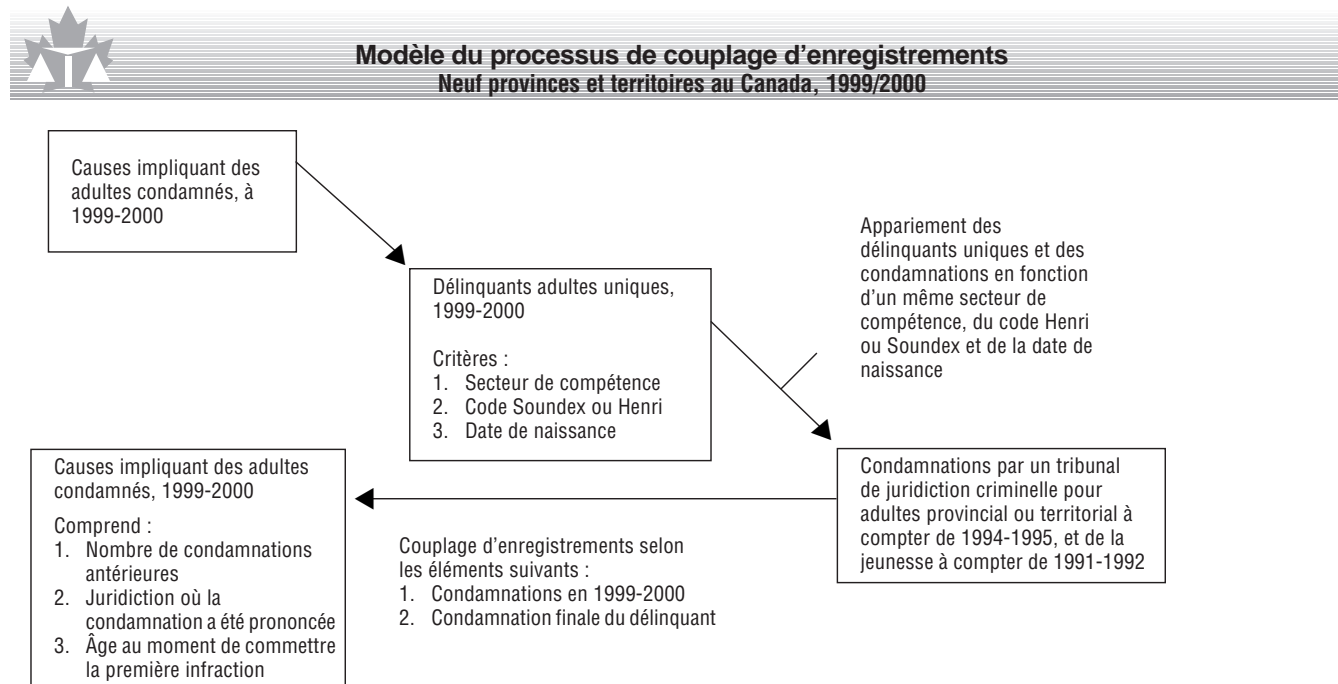 Modèle du processus de couplage d'enregistrements
Neuf provinces et territoires au Canada, 1999/2000
Causes impliquant des
adultes condamnés, à
1999-2000
Délinquants adultes uniques,
1999-2000
Critères :
1. Secteur de compétence
2. Code Soundex ou Henri
3. Date de naissance
Appariement des
délinquants uniques et des
condamnations en fonction
d'un même secteur de
compétence, du code Henri
ou Soundex et de la date de
naissance
Condamnations par un tribunal
de juridiction criminelle pour
adultes provincial ou territorial à
compter de 1994-1995, et de la
jeunesse à compter de 1991-1992
Couplage d'enregistrements selon
les éléments suivants :
1. Condamnations en 1999-2000
2. Condamnation finale du délinquant
Causes impliquant des adultes
condamnés, 1999-2000
Comprend :
1. Nombre de condamnations
antérieures
2. Juridiction où la
condamnation a été prononcée
3. Âge au moment de commettre
la première infraction